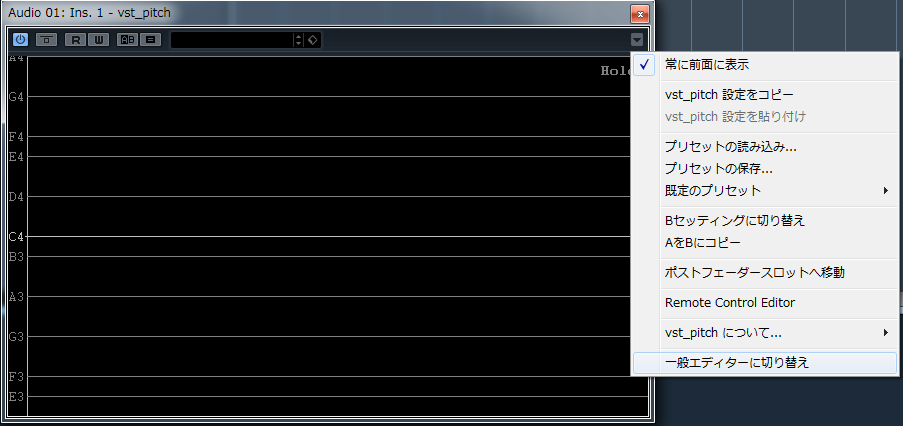 Audio 01: Ins. 1 - vst_pitch
R W AB
A4
Hold
G4
F4
E4
D4
C4
B3
A3
G3
F3
E3
常に前面に表示
vst_pitch 設定をコピー
vst_pitch 設定を貼り付け
プリセットの読み込み...
プリセットの保存...
既定のプリセット
Bセッティングに切り替え
AをBにコピー
ポストフェーダースロットへ移動
Remote Control Editor
vst_pitch について...
一般エディターに切り替え